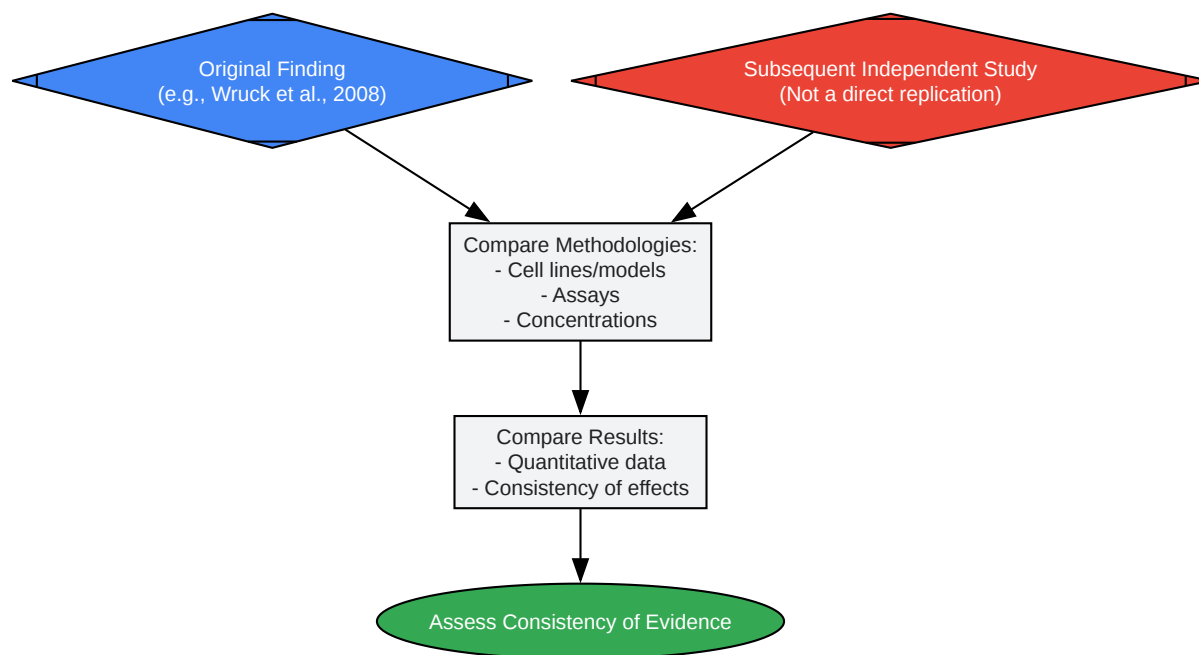 Original Finding
(e.g., Wruck et al., 2008)
Subsequent Independent Study
(Not a direct replication)
Compare Methodologies:
- Cell lines/models
- Assays
- Concentrations
Compare Results:
- Quantitative data
- Consistency of effects
Assess Consistency of Evidence